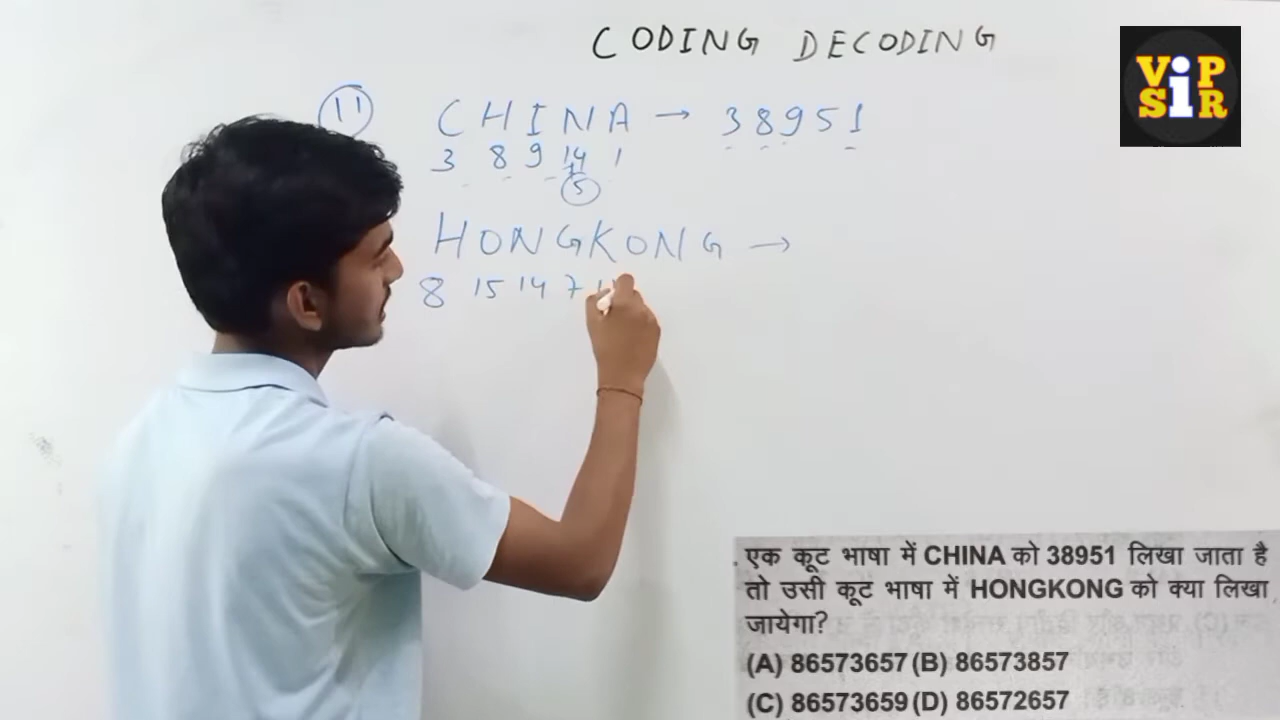 CODING DECODING
ViP
SIR
11
CHINA → 38951
3 8 9 14 1
5
HONGKONG →
8 15 14 7
एक कूट भाषा में CHINA को 38951 लिखा जाता है
तो उसी कूट भाषा में HONGKONG को क्या लिखा
जायेगा?
(A) 86573657 (B) 86573857
(C) 86573659 (D) 86572657